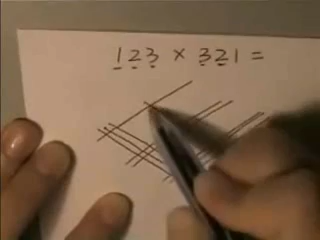 123 × 321 =